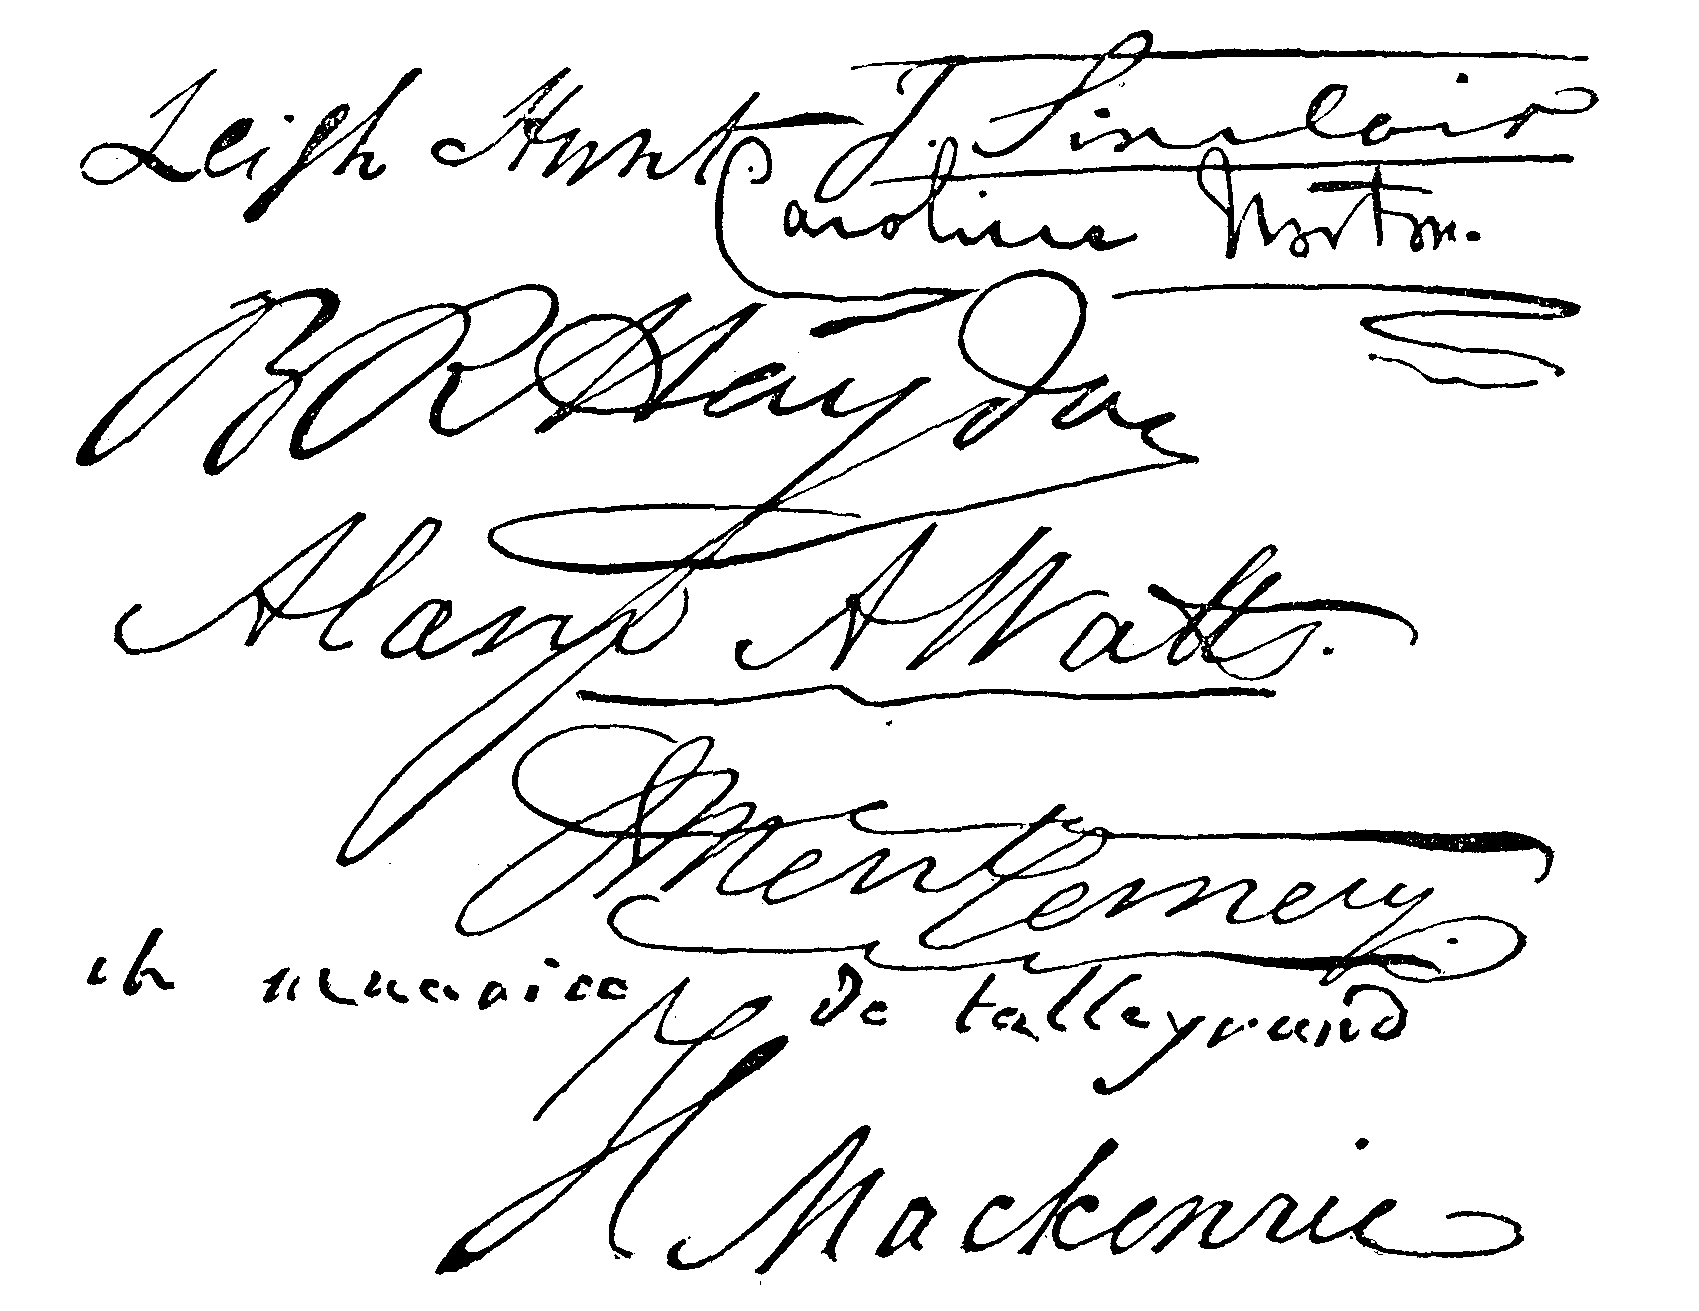 Leigh Hunt J. Sinclair
Caroline Norton.
B R Haydon
Alaric A Watts.
J Montgomery
ch maurice De talleyrand
H Mackenzie